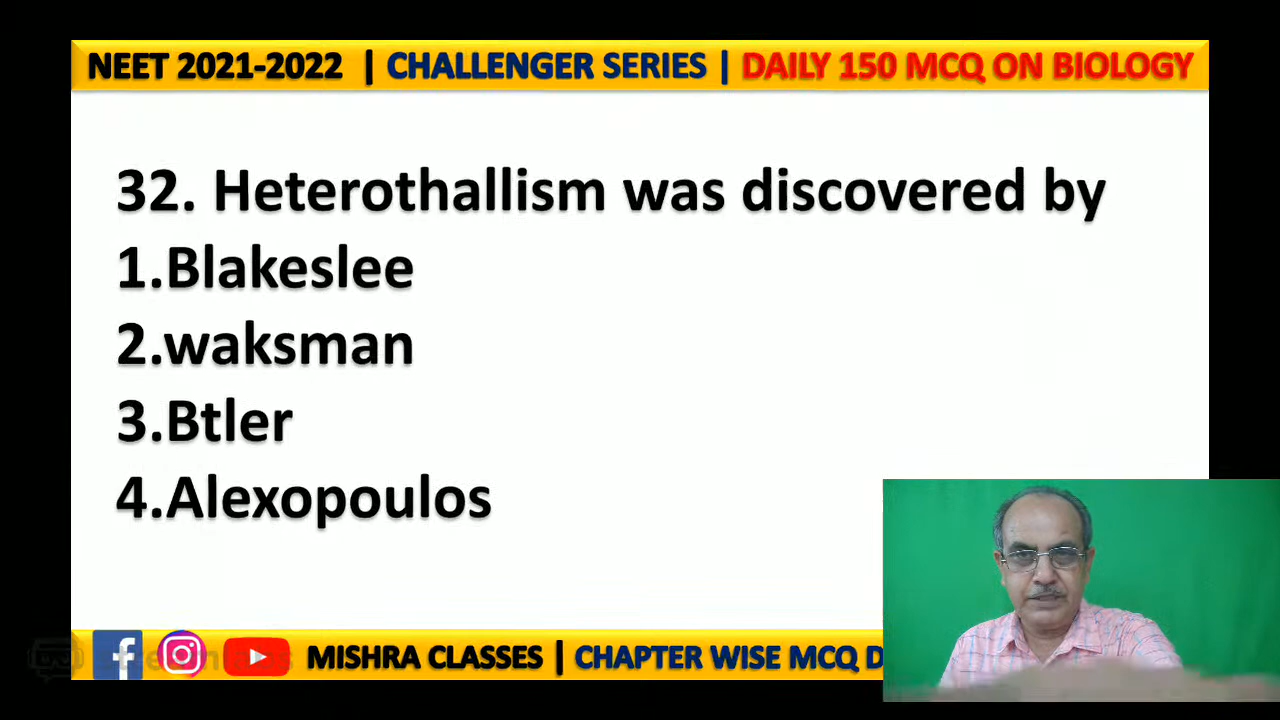 NEET 2021-2022 | CHALLENGER SERIES | DAILY 150 MCQ ON BIOLOGY
32. Heterothallism was discovered by
1.Blakeslee
2.waksman
3.Btler
4.Alexopoulos
MISHRA CLASSES | CHAPTER WISE MCQ D